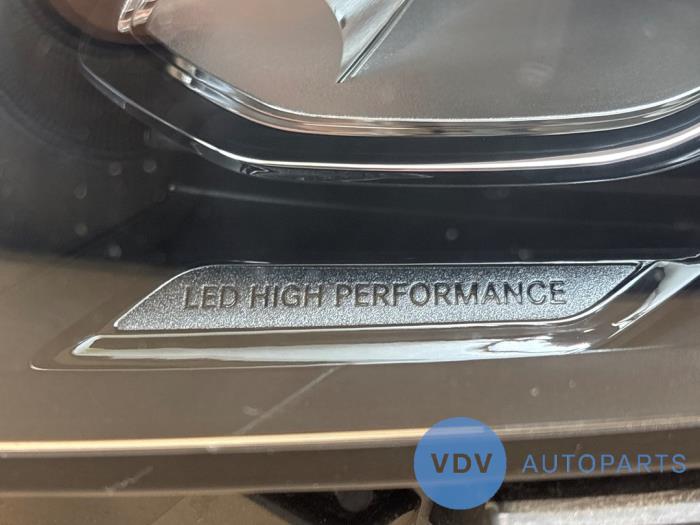 LED HIGH PERFORMANCE
VDV AUTOPARTS